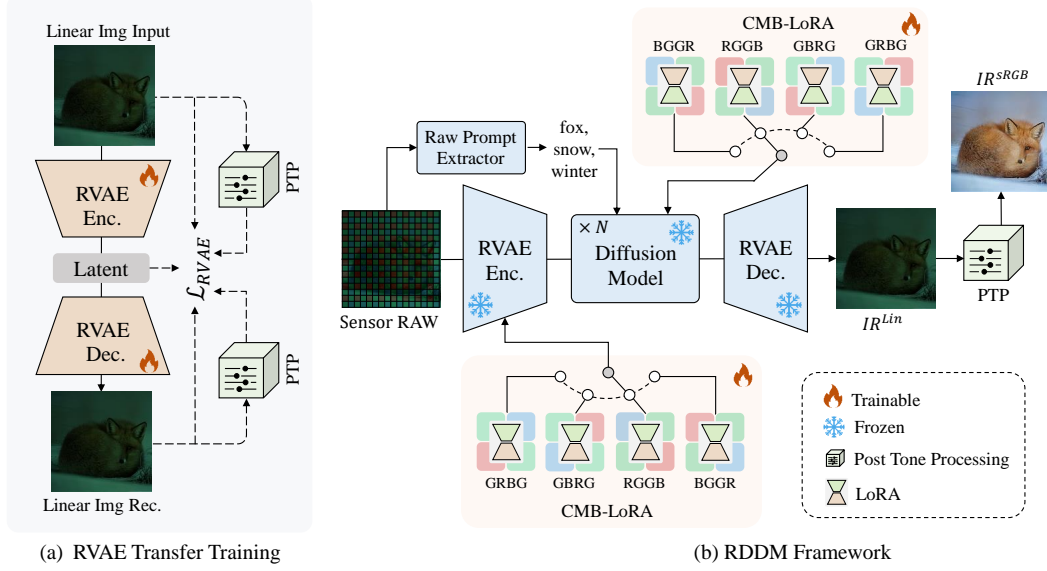 Linear Img Input
PTP
RVAE
Enc.
Latent
ℒ_RVAE
RVAE
Dec.
PTP
Linear Img Rec.
(a) RVAE Transfer Training
CMB-LoRA
BGGR RGGB GBRG GRBG
Raw Prompt
Extractor
fox,
snow,
winter
Sensor RAW
RVAE
Enc.
× N
Diffusion
Model
RVAE
Dec.
IR^Lin
PTP
IR^sRGB
GRBG GBRG RGGB BGGR
CMB-LoRA
Trainable
Frozen
Post Tone Processing
LoRA
(b) RDDM Framework